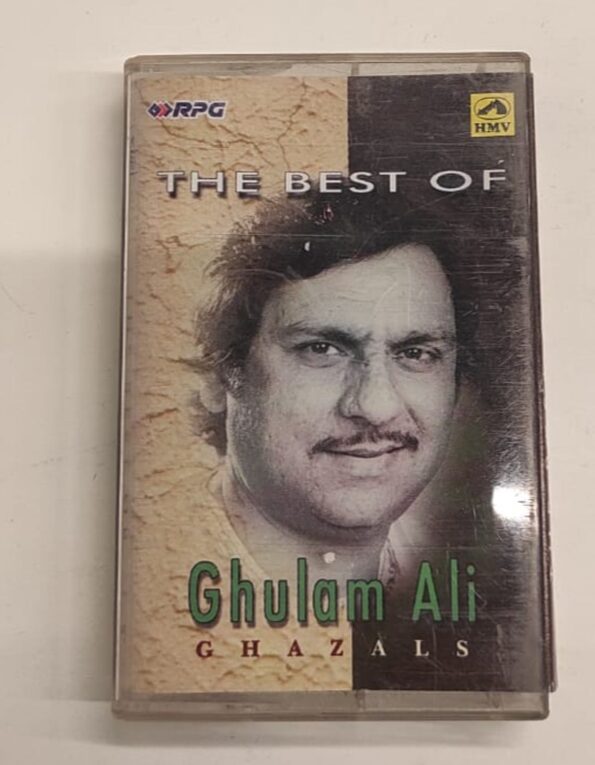 RPG
HMV
THE BEST OF
Ghulam Ali
GHAZALS